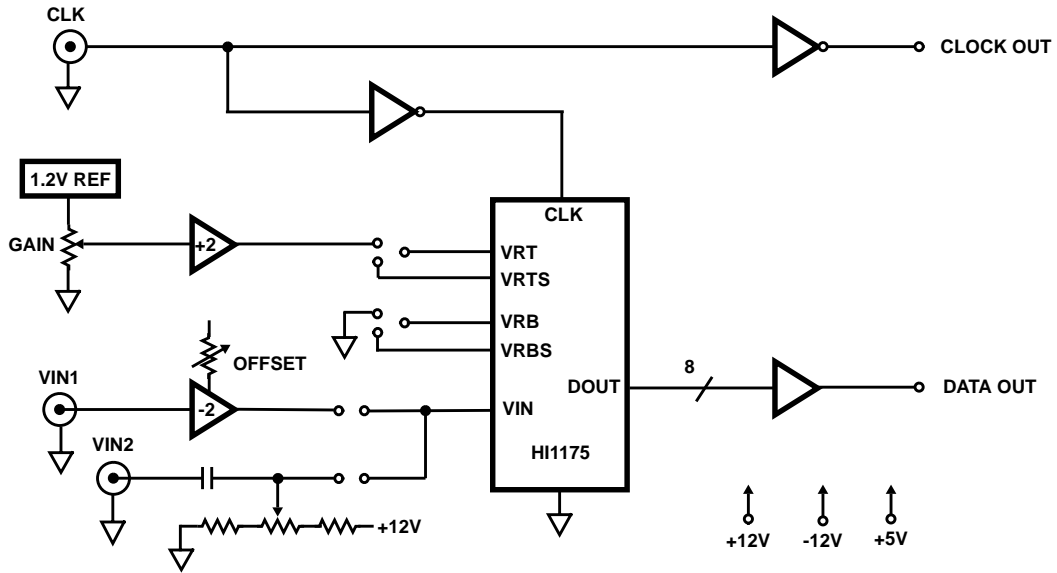 CLK
CLOCK OUT
1.2V REF
CLK
GAIN
+2
VRT
VRTS
VRB
VRBS
OFFSET
8
VIN1
-2
DOUT
DATA OUT
VIN
VIN2
HI1175
+12V
+12V
-12V
+5V